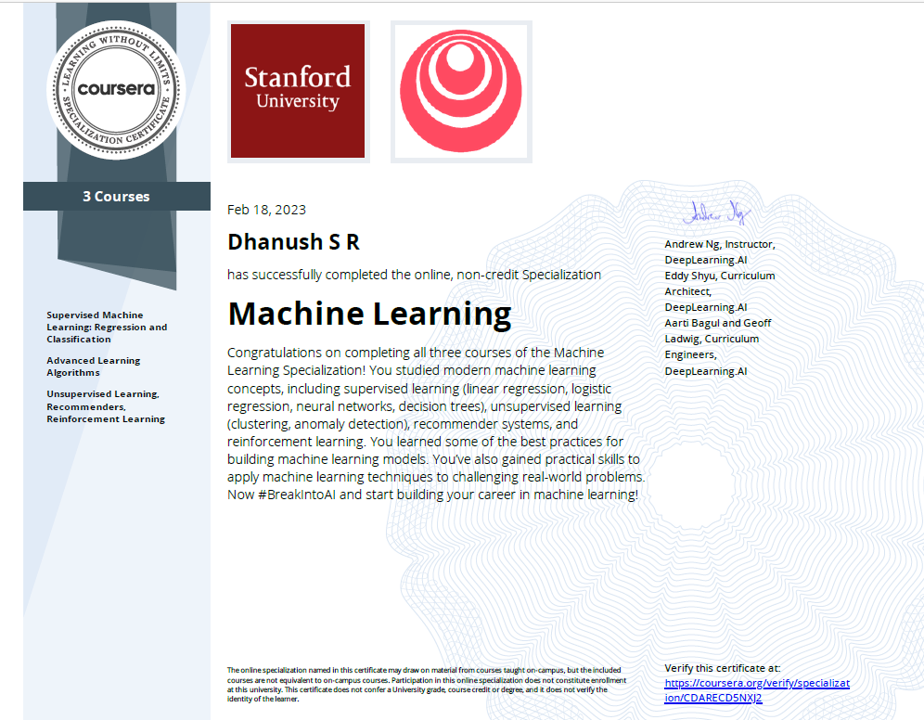 LEARNING WITHOUT LIMITS
coursera
SPECIALIZATION CERTIFICATE
3 Courses
Supervised Machine
Learning: Regression and
Classification
Advanced Learning
Algorithms
Unsupervised Learning,
Recommenders,
Reinforcement Learning
Stanford
University
Feb 18, 2023
Dhanush S R
has successfully completed the online, non-credit Specialization
Machine Learning
Congratulations on completing all three courses of the Machine
Learning Specialization! You studied modern machine learning
concepts, including supervised learning (linear regression, logistic
regression, neural networks, decision trees), unsupervised learning
(clustering, anomaly detection), recommender systems, and
reinforcement learning. You learned some of the best practices for
building machine learning models. You've also gained practical skills to
apply machine learning techniques to challenging real-world problems.
Now #BreakIntoAI and start building your career in machine learning!
Andrew Ng
Andrew Ng, Instructor,
DeepLearning.AI
Eddy Shyu, Curriculum
Architect,
DeepLearning.AI
Aarti Bagul and Geoff
Ladwig, Curriculum
Engineers,
DeepLearning.AI
The online specialization named in this certificate may draw on material from courses taught on-campus, but the included
courses are not equivalent to on-campus courses. Participation in this online specialization does not constitute enrollment
at this university. This certificate does not confer a University grade, course credit or degree, and it does not verify the
identity of the learner.
Verify this certificate at:
https://coursera.org/verify/specializat
ion/CDARECD5NXJ2